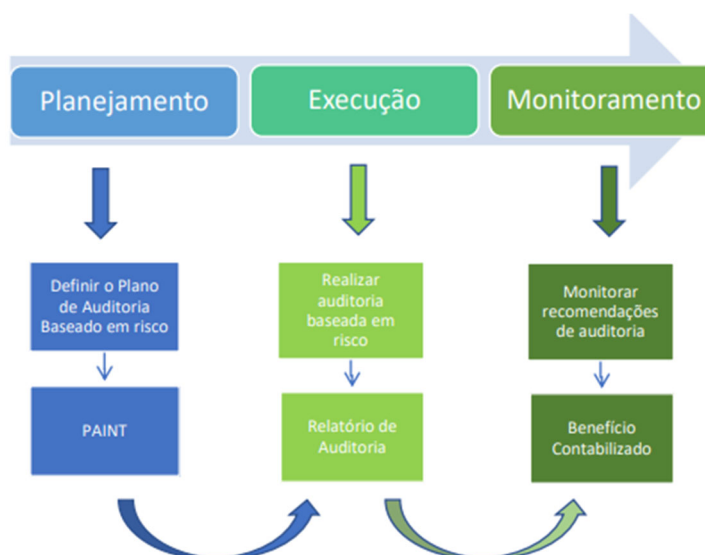 Planejamento
Execução
Monitoramento
Definir o Plano
de Auditoria
Baseado em risco
Realizar
auditoria
baseada em
risco
Monitorar
recomendações
de auditoria
PAINT
Relatório de
Auditoria
Benefício
Contabilizado